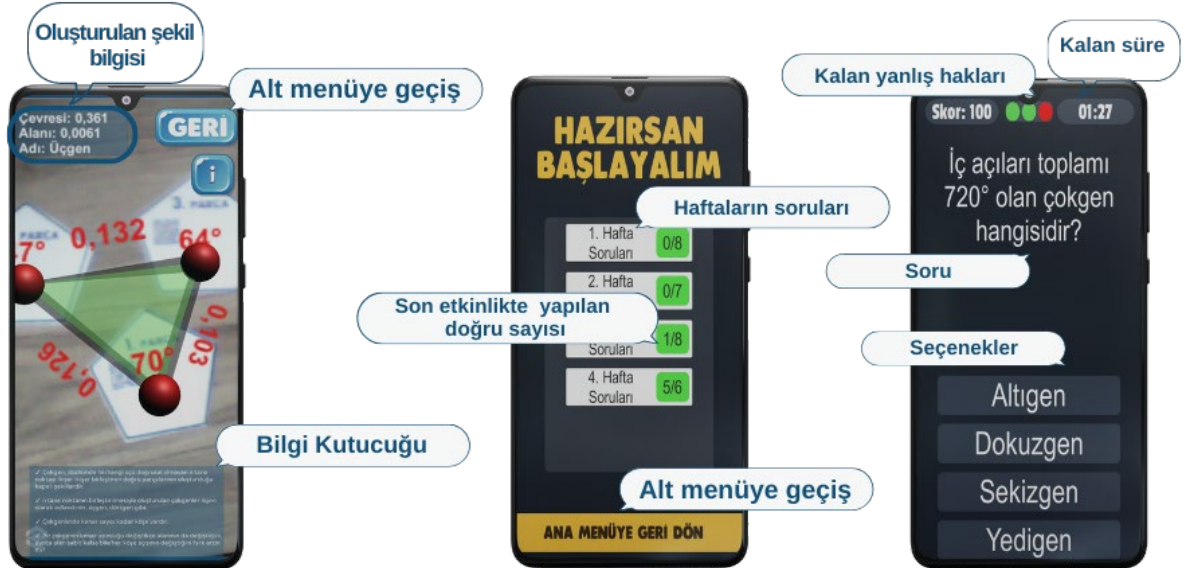 Oluşturulan şekil
bilgisi
Alt menüye geçiş
Çevresi: 0,361
Alanı: 0,0061
Adı: Üçgen
GERİ
i
3. PARÇA
PARÇA
7°
0,132
64°
0,103
0,126
70°
Bilgi Kutucuğu
HAZIRSAN
BAŞLAYALIM
Haftaların soruları
1. Hafta
Soruları
0/8
2. Hafta
0/7
Son etkinlikte yapılan
doğru sayısı
Soruları
1/8
4. Hafta
Soruları
5/6
Alt menüye geçiş
ANA MENÜYE GERİ DÖN
Kalan yanlış hakları
Kalan süre
Skor: 100
01:27
İç açıları toplamı
720° olan çokgen
hangisidir?
Soru
Seçenekler
Altıgen
Dokuzgen
Sekizgen
Yedigen